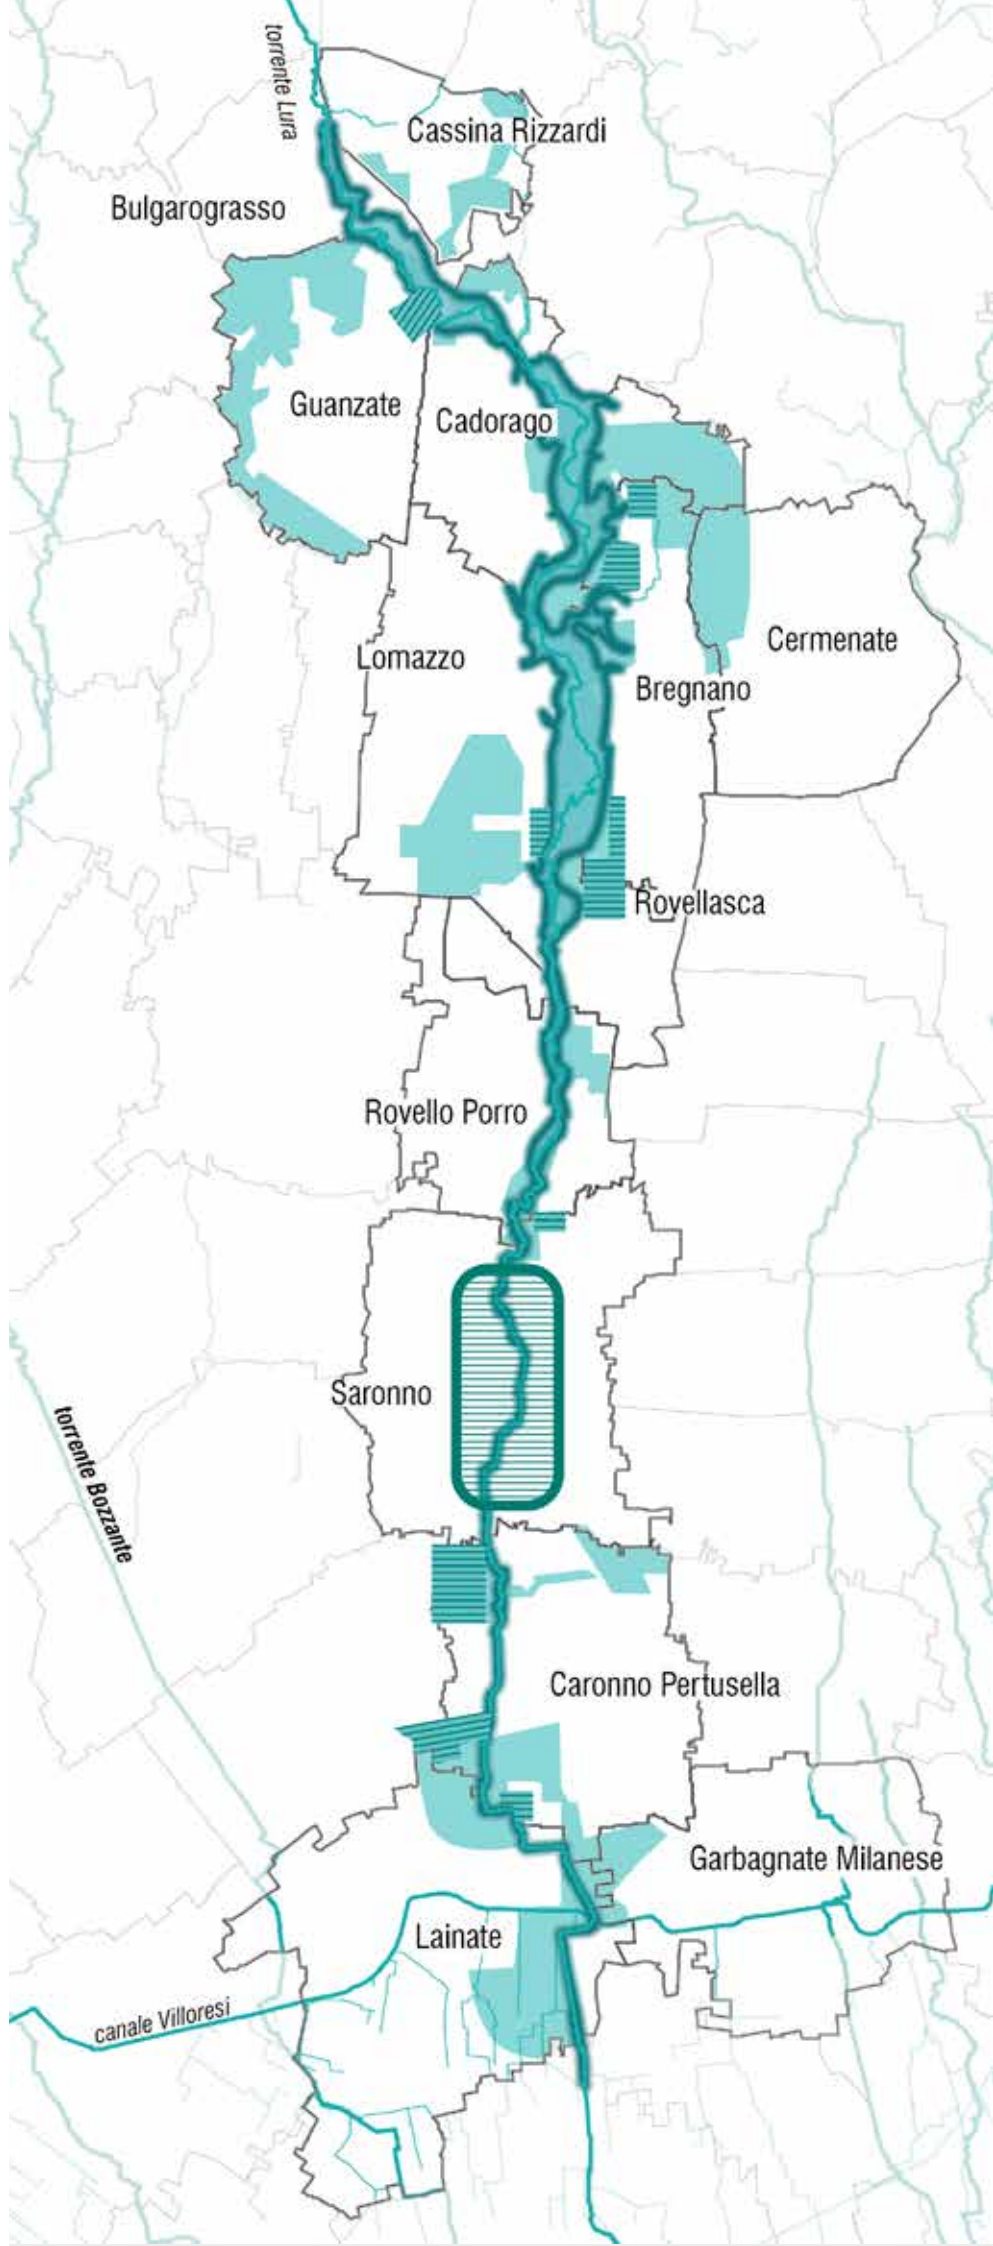 torrente Lura
Cassina Rizzardi
Bulgarograsso
Guanzate
Cadorago
Cermenate
Lomazzo
Bregnano
Rovellasca
Rovello Porro
Saronno
torrente Bozzante
Caronno Pertusella
Garbagnate Milanese
Lainate
canale Villoresi